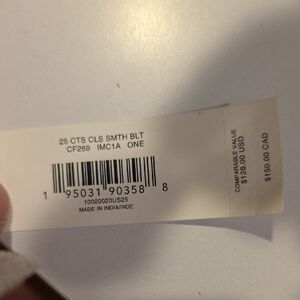 25 CTS CLS SMTH BLT
CF269 IMC1A ONE
1 95031 90358 8
10020020US25
MADE IN INDIA/INDE
COMPARABLE VALUE
$128.00 USD
$150.00 CAD